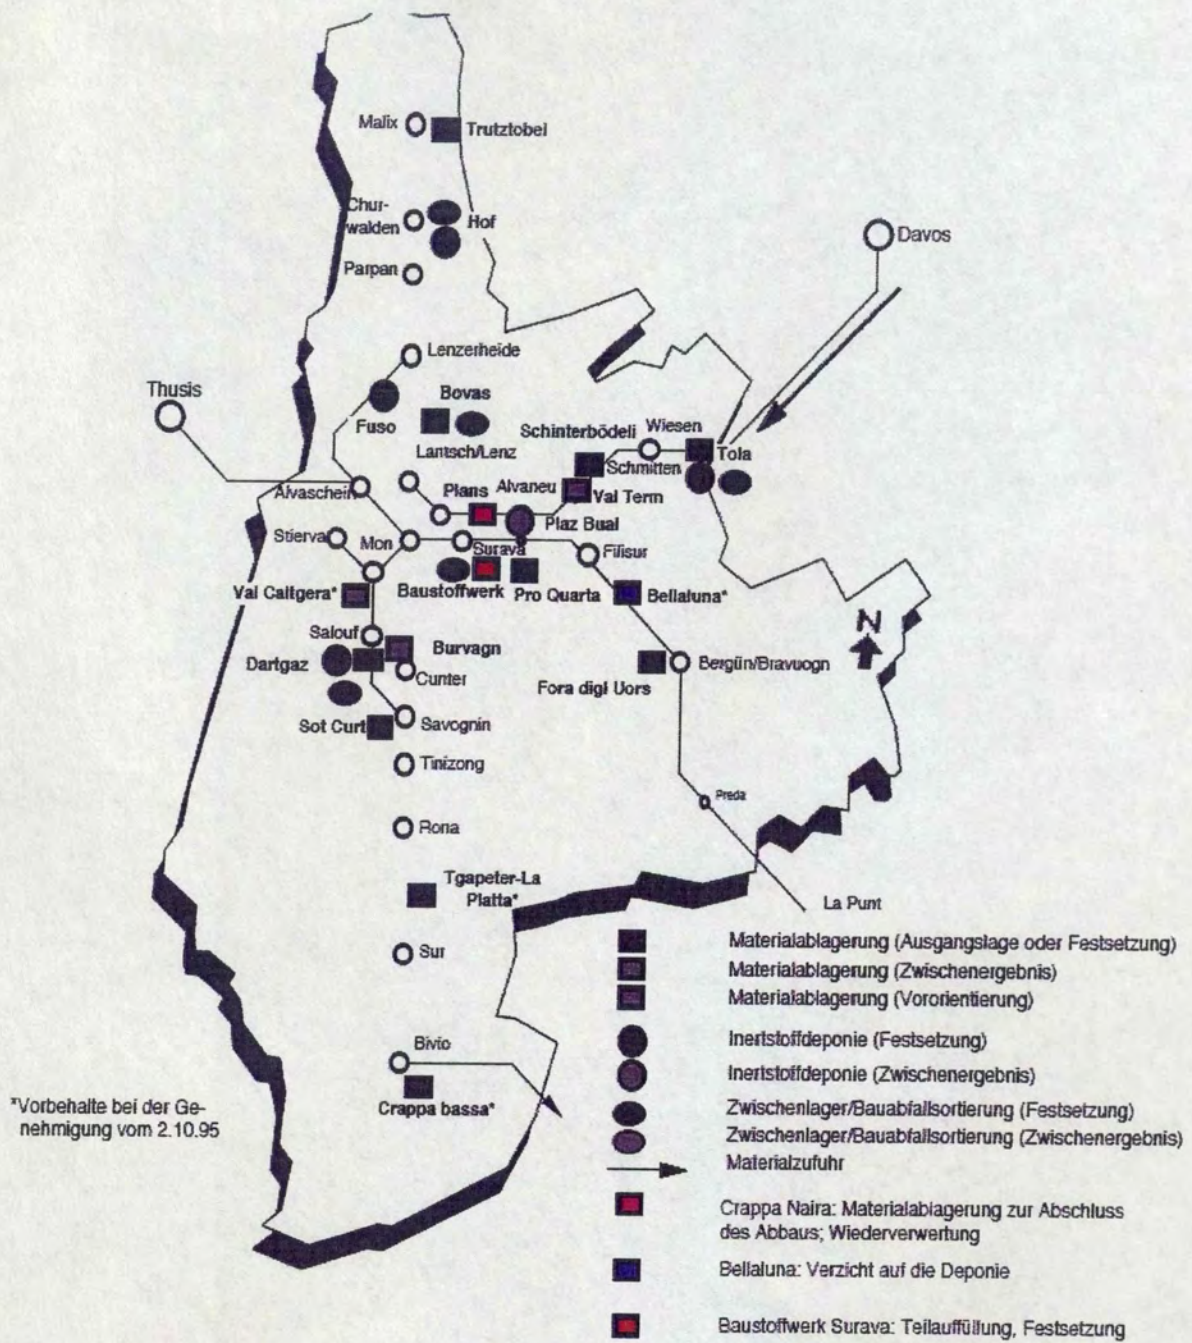 Malix
Trutztobel
Chur-
walden
Hof
Parpan
Davos
Lenzerheide
Thusis
Bovas
Fuso
Lantsch/Lenz
Schinterbödeli
Wiesen
Tola
Schmitten
Alvaschein
Plans
Alvaneu
Val Term
Plaz Bual
Stierva
Mon
Surava
Filisur
Val Caltgera*
Baustoffwerk
Pro Quarta
Bellaluna*
N
Salouf
Burvagn
Dartgaz
Cunter
Bergün/Bravuogn
Fora digl Uors
Sot Curt
Savognin
Tinizong
Preda
Rona
Tgapeter-La
Platta*
La Punt
Sur
Bivio
Crappa bassa*
*Vorbehalte bei der Ge-
nehmigung vom 2.10.95
Materialablagerung (Ausgangslage oder Festsetzung)
Materialablagerung (Zwischenergebnis)
Materialablagerung (Vororientierung)
Inertstoffdeponie (Festsetzung)
Inertstoffdeponie (Zwischenergebnis)
Zwischenlager/Bauabfallsortierung (Festsetzung)
Zwischenlager/Bauabfallsortierung (Zwischenergebnis)
Materialzufuhr
Crappa Naira: Materialablagerung zur Abschluss
des Abbaus; Wiederverwertung
Bellaluna: Verzicht auf die Deponie
Baustoffwerk Surava: Teilauffüllung, Festsetzung